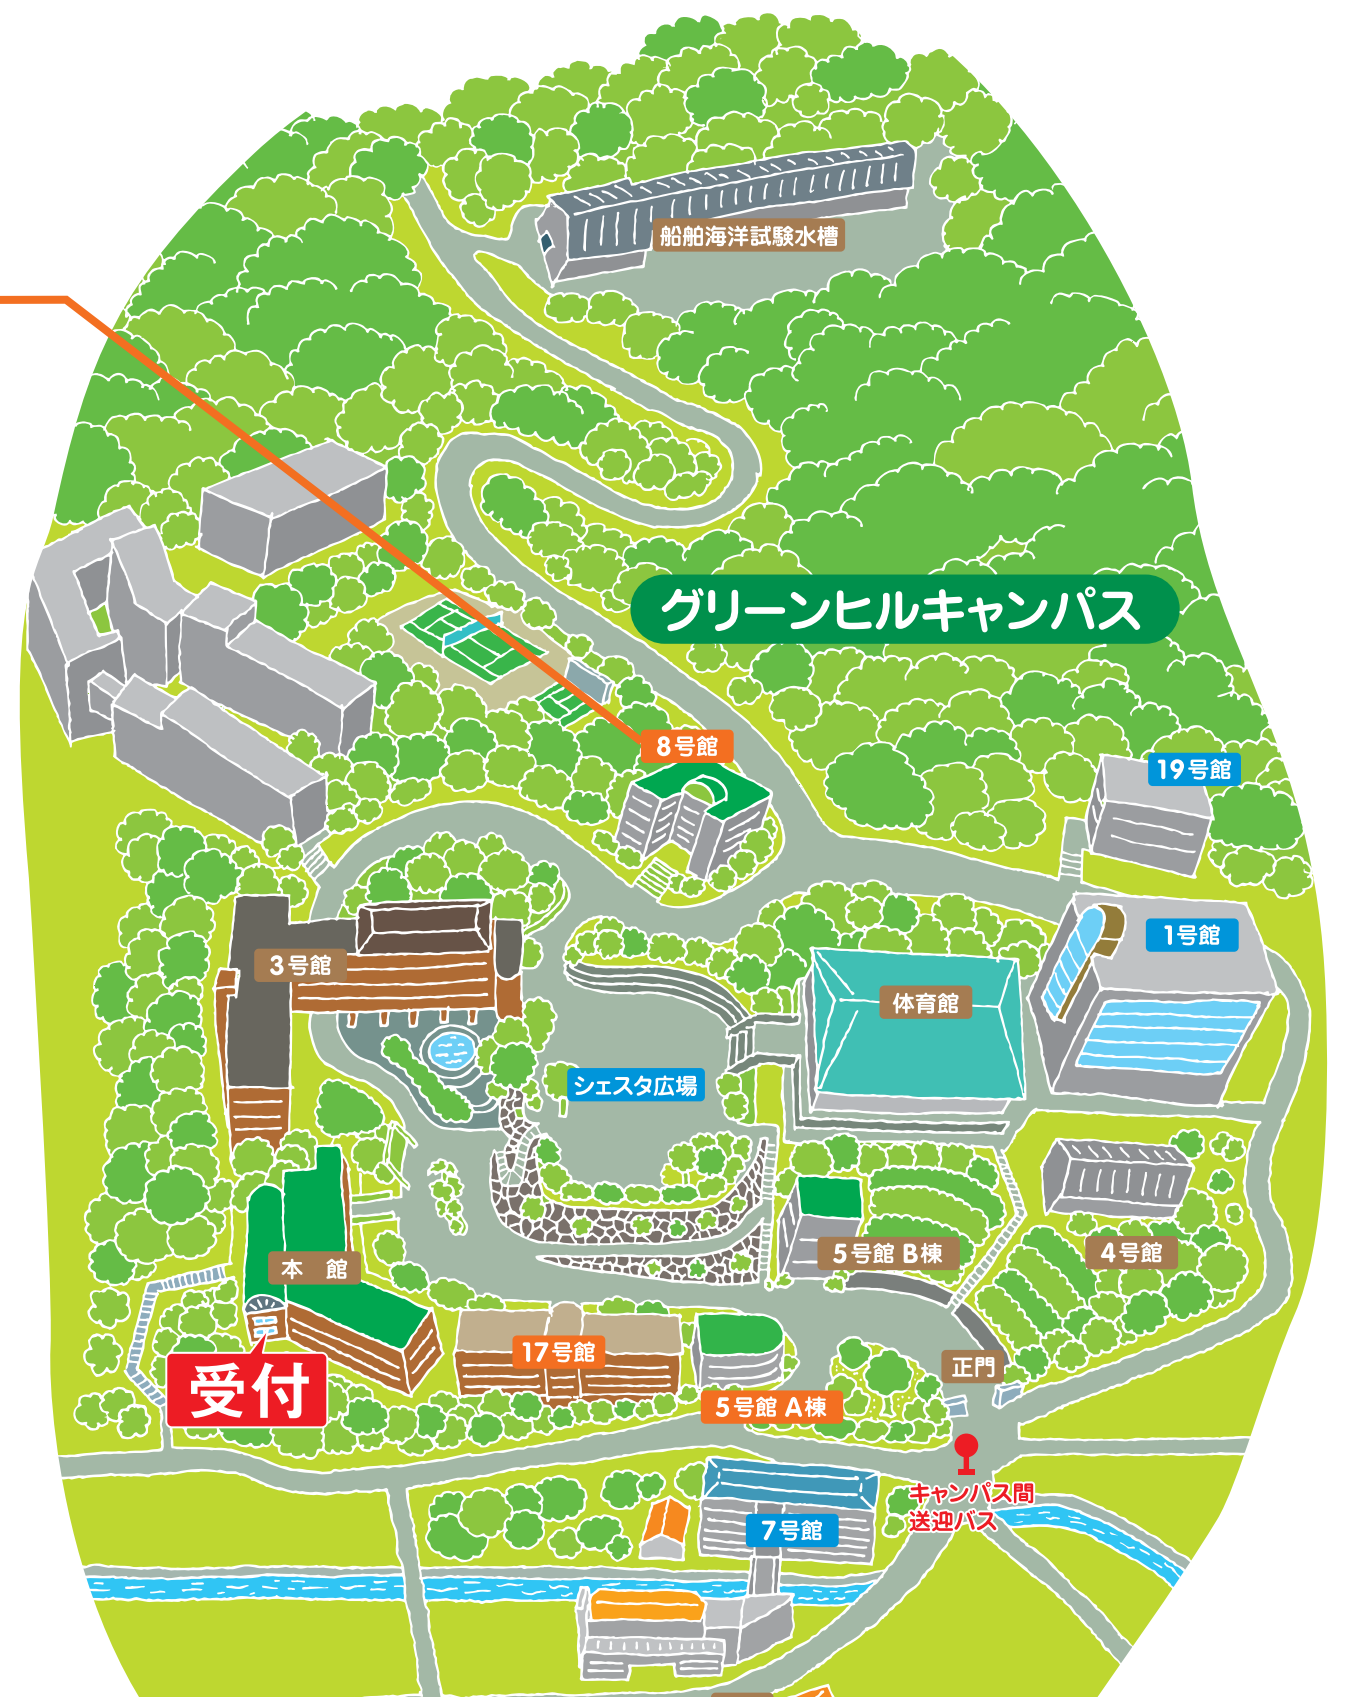 船舶海洋試験水槽
グリーンヒルキャンパス
8号館
19号館
1号館
3号館
体育館
シェスタ広場
5号館 B棟
4号館
本 館
17号館
正門
受付
5号館 A棟
キャンパス間
送迎バス
7号館